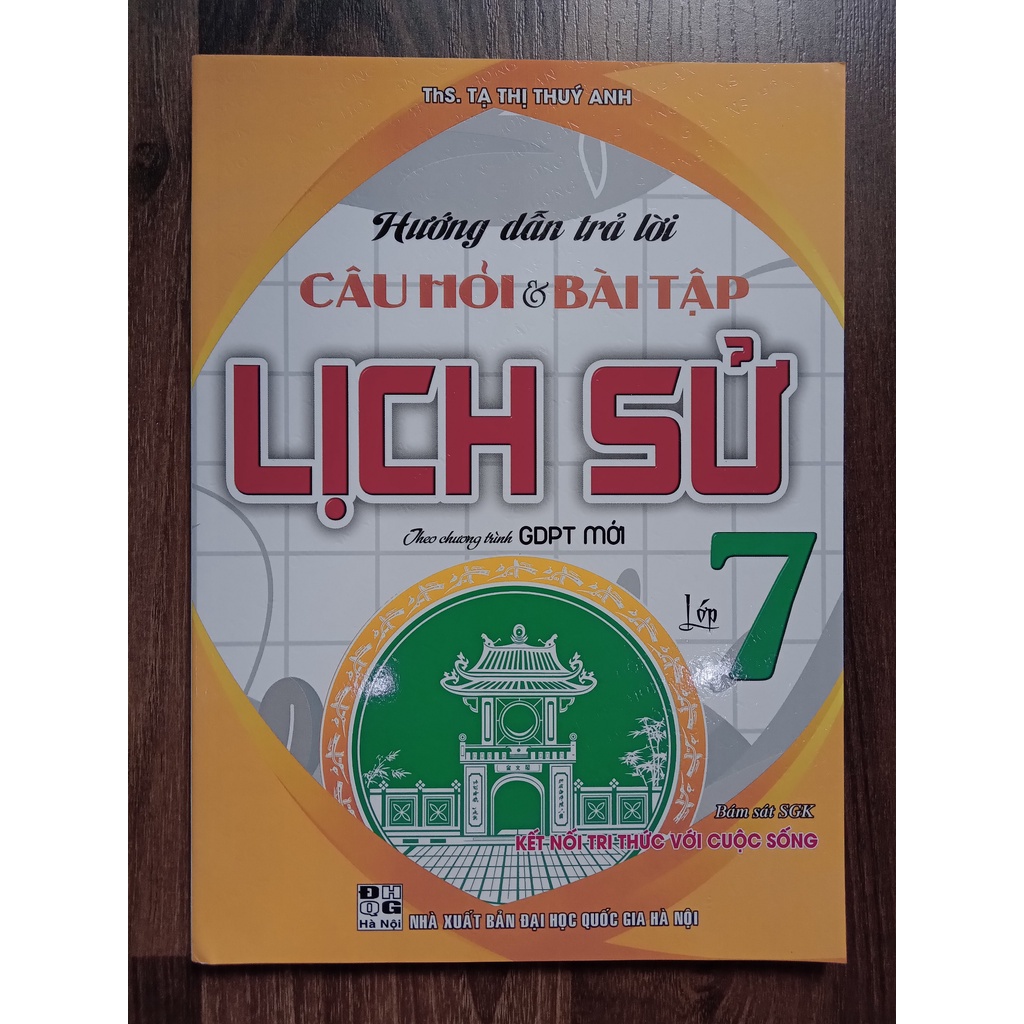 ThS. TẠ THỊ THUÝ ANH
Hướng dẫn trả lời
CÂU HỎI & BÀI TẬP
LỊCH SỬ
Theo chương trình GDPT MỚI
Lớp 7
Bám sát SGK
KẾT NỐI TRI THỨC VỚI CUỘC SỐNG
ĐH
QG
Hà Nội
NHÀ XUẤT BẢN ĐẠI HỌC QUỐC GIA HÀ NỘI